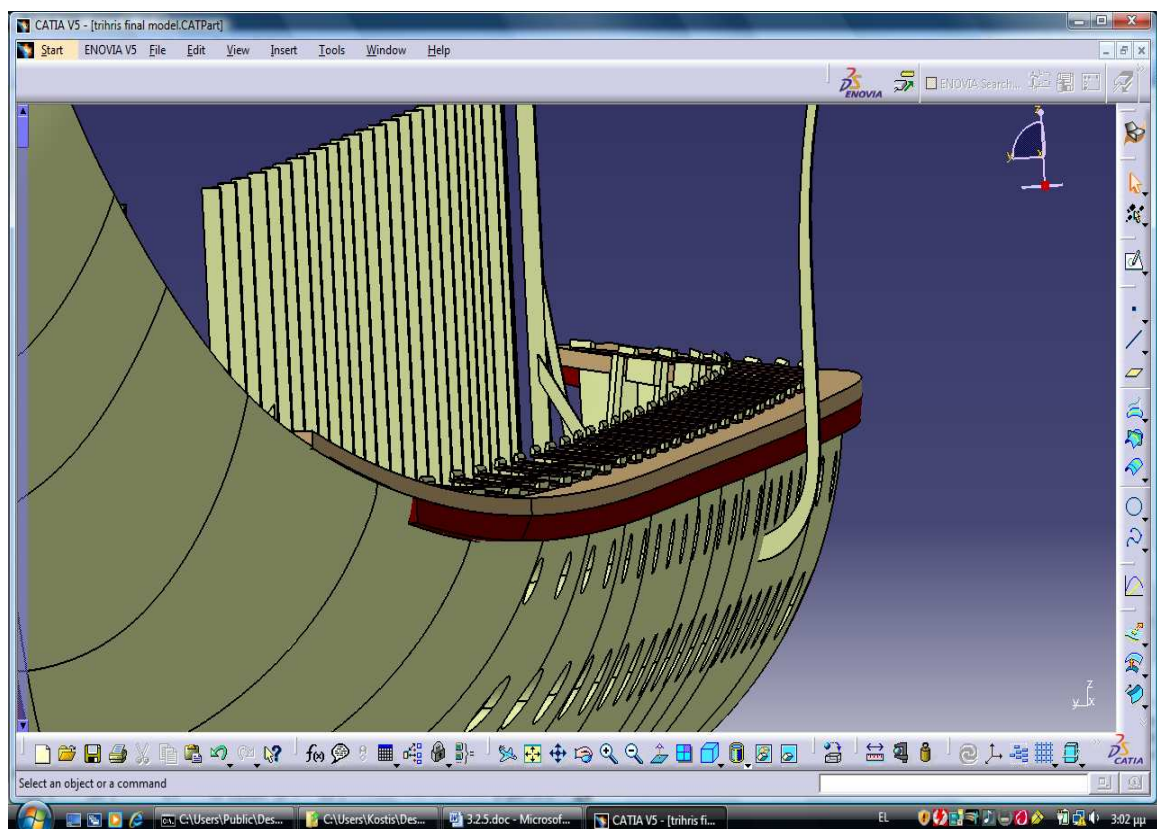 CATIA V5 - [trihris final model.CATPart]
Start ENOVIA V5 File Edit View Insert Tools Window Help
ENOVIA
ENOVIA Search...
z
y x
z
y x
f(x)
CATIA
Select an object or a command
C:\Users\Public\Des... C:\Users\Kostis\Des... 3.2.5.doc - Microsof... CATIA V5 - [trihris fi... EL 3:02 μμ